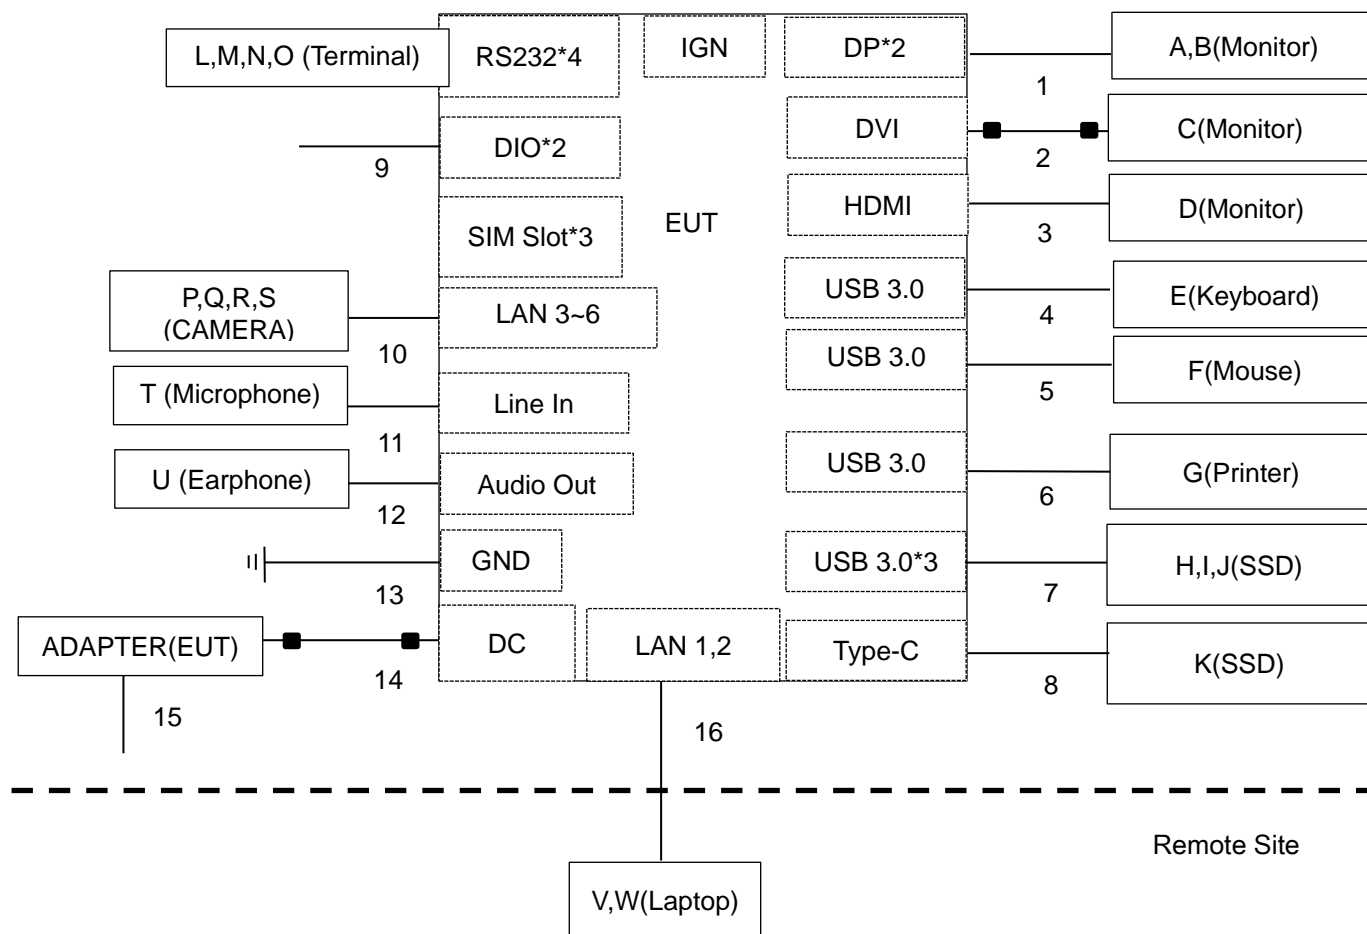 L,M,N,O (Terminal)
RS232*4
IGN
DP*2
A,B(Monitor)
1
DVI
C(Monitor)
2
DIO*2
9
HDMI
D(Monitor)
3
SIM Slot*3
EUT
USB 3.0
E(Keyboard)
4
P,Q,R,S
(CAMERA)
LAN 3~6
10
USB 3.0
F(Mouse)
5
T (Microphone)
Line In
11
USB 3.0
G(Printer)
6
U (Earphone)
Audio Out
12
GND
13
USB 3.0*3
H,I,J(SSD)
7
ADAPTER(EUT)
DC
14
LAN 1,2
Type-C
K(SSD)
8
15
16
Remote Site
V,W(Laptop)